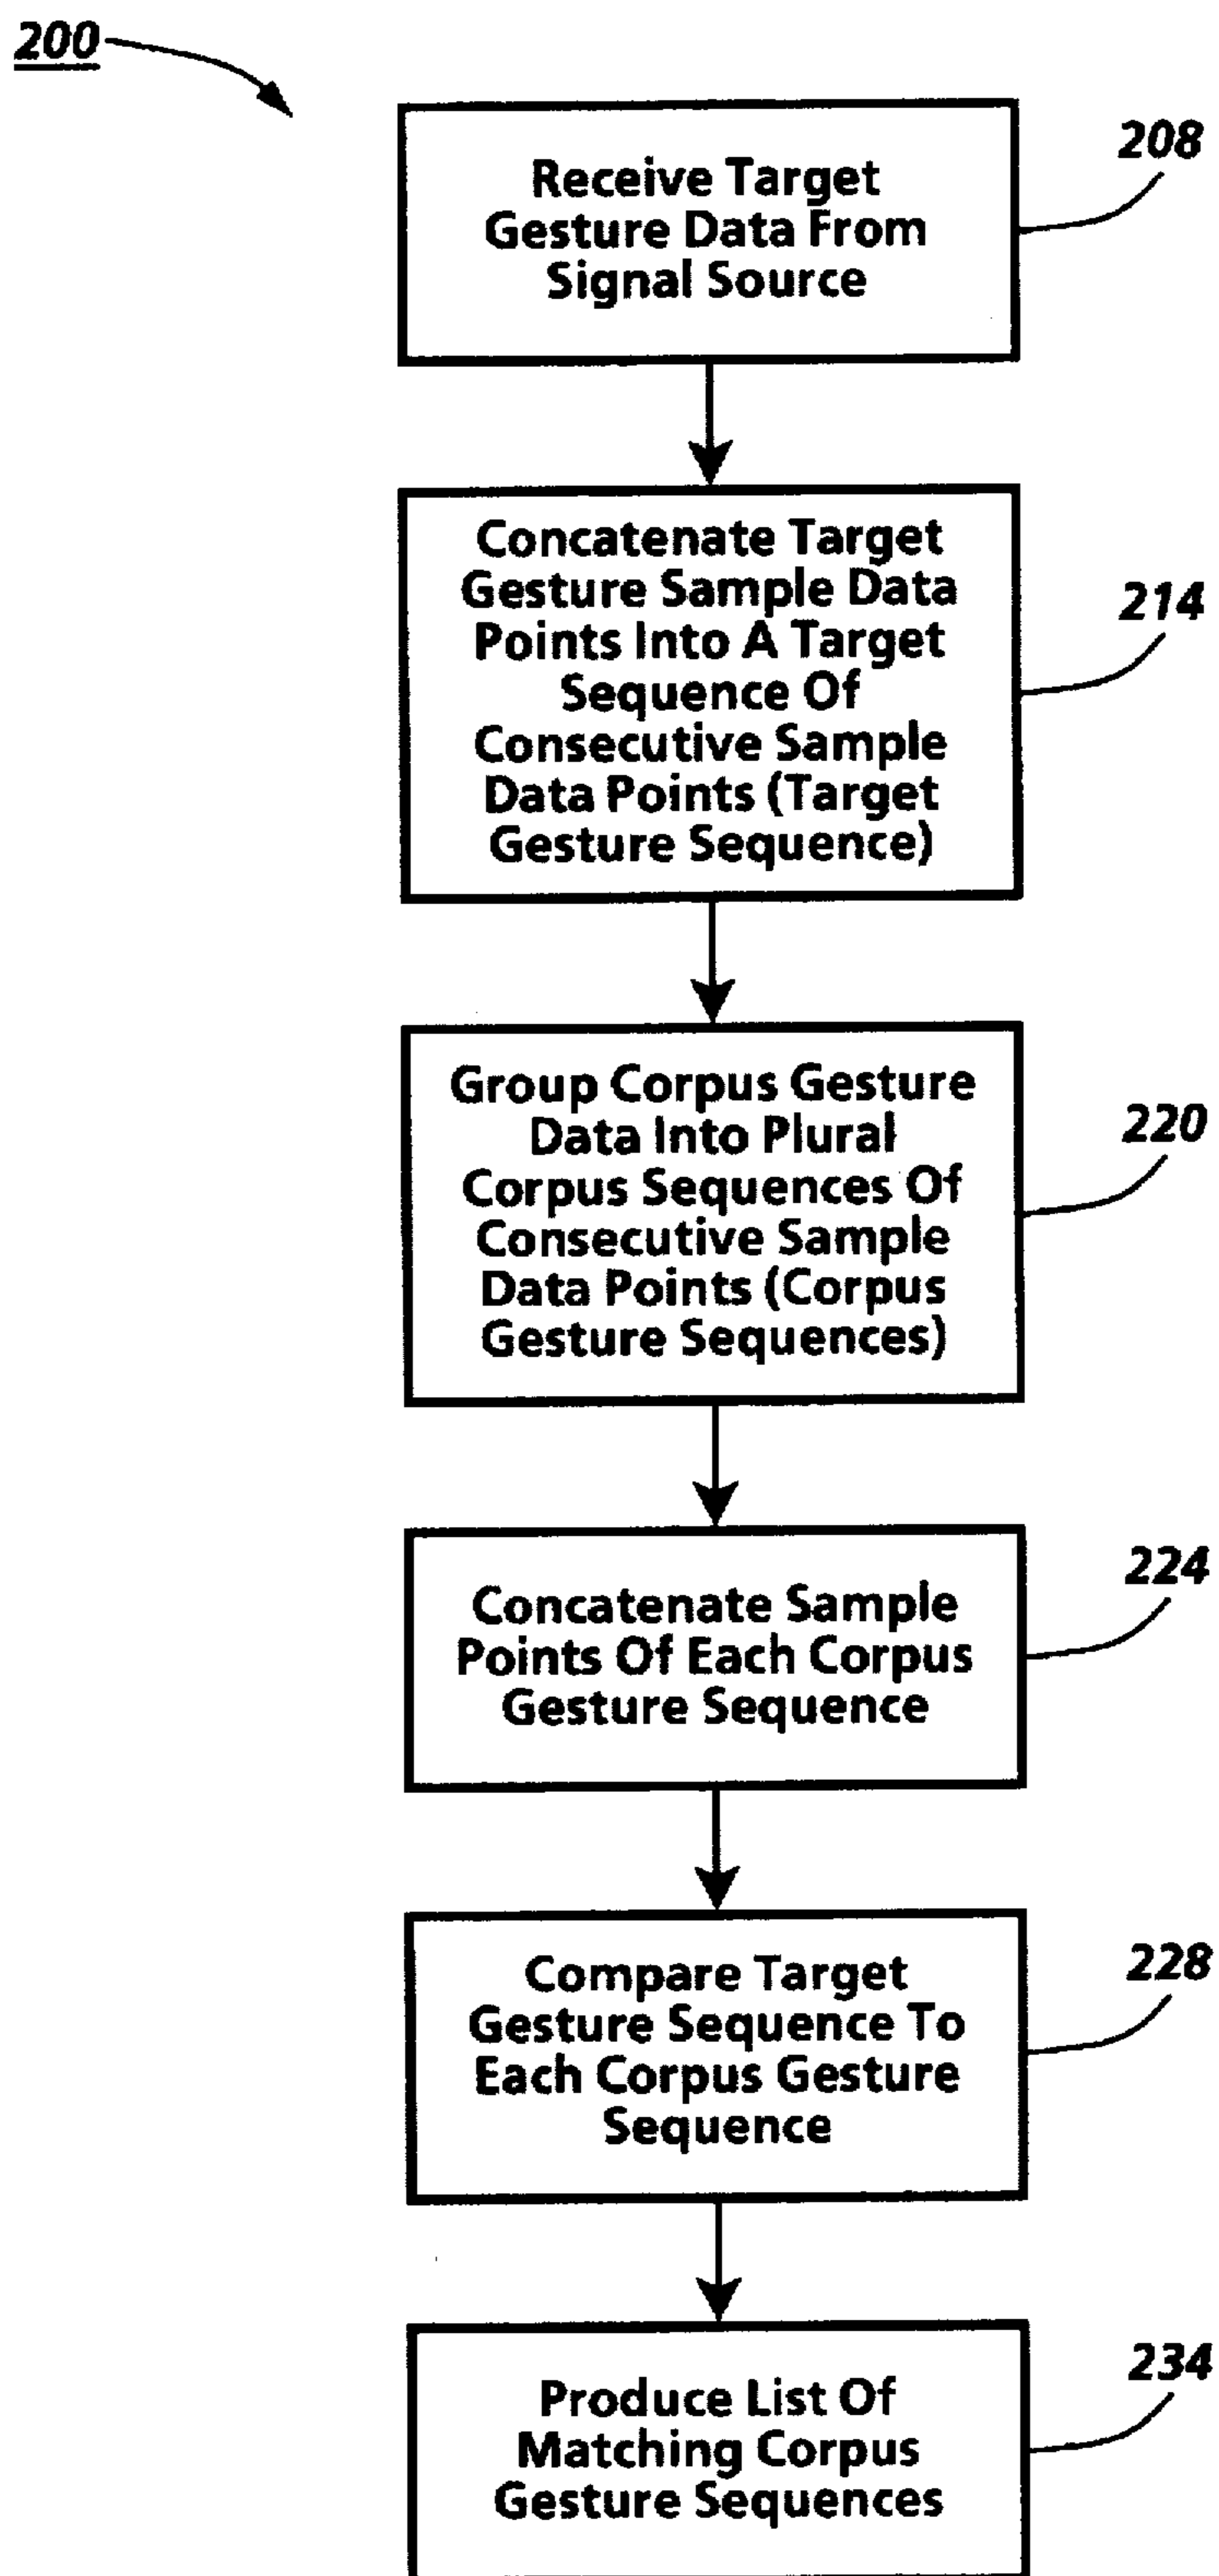 200
Receive Target
Gesture Data From
Signal Source
208
Concatenate Target
Gesture Sample Data
Points Into A Target
Sequence Of
Consecutive Sample
Data Points (Target
Gesture Sequence)
214
Group Corpus Gesture
Data Into Plural
Corpus Sequences Of
Consecutive Sample
Data Points (Corpus
Gesture Sequences)
220
Concatenate Sample
Points Of Each Corpus
Gesture Sequence
224
Compare Target
Gesture Sequence To
Each Corpus Gesture
Sequence
228
Produce List Of
Matching Corpus
Gesture Sequences
234